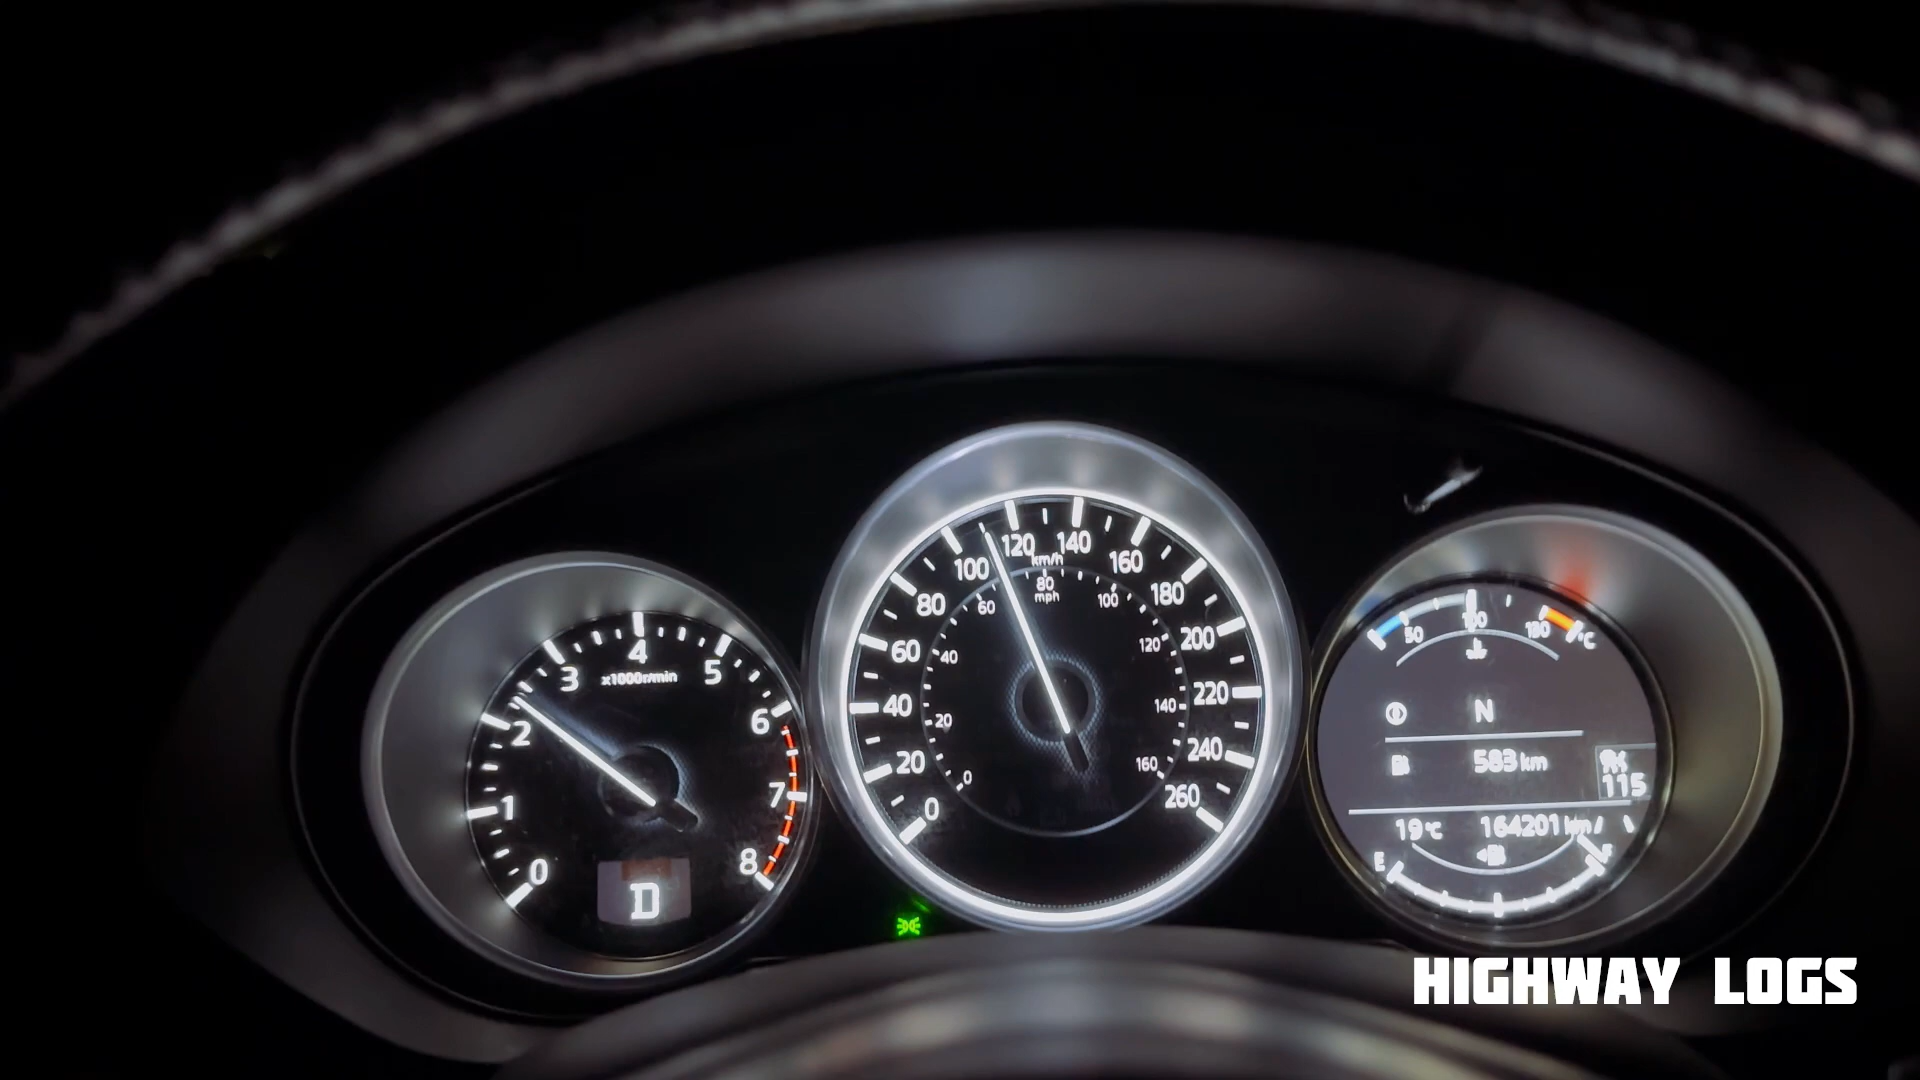 0
1
2
3
4
5
6
7
8
x1000r/min
D
0
20
40
60
80
100
120
140
160
180
200
220
240
260
km/h
0
20
40
60
80
100
120
140
160
mph
50
°C
N
583 km
115
19°C
164201 km
E
F
HIGHWAY LOGS